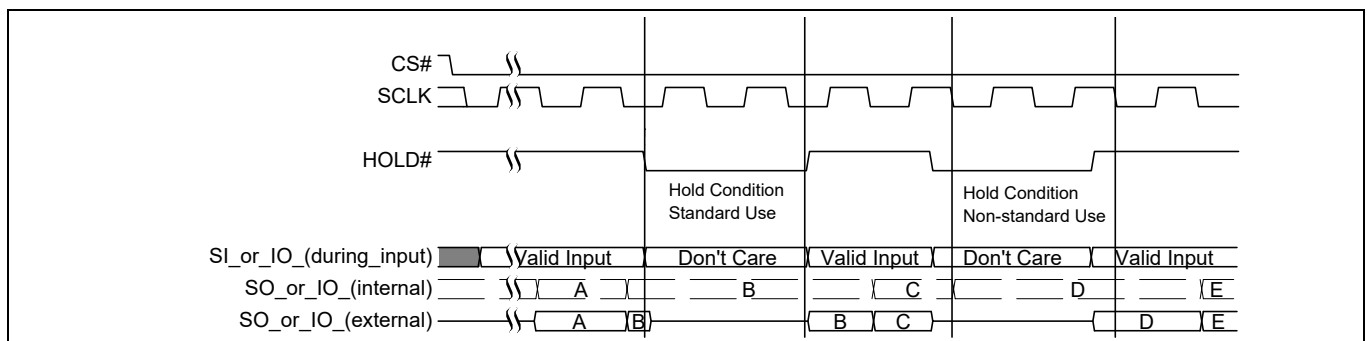 CS#
SCLK
HOLD#
Hold Condition
Standard Use
Hold Condition
Non-standard Use
SI_or_IO_(during_input) Valid Input Don't Care Valid Input Don't Care Valid Input
SO_or_IO_(internal) A B C D E
SO_or_IO_(external) A B B C D E